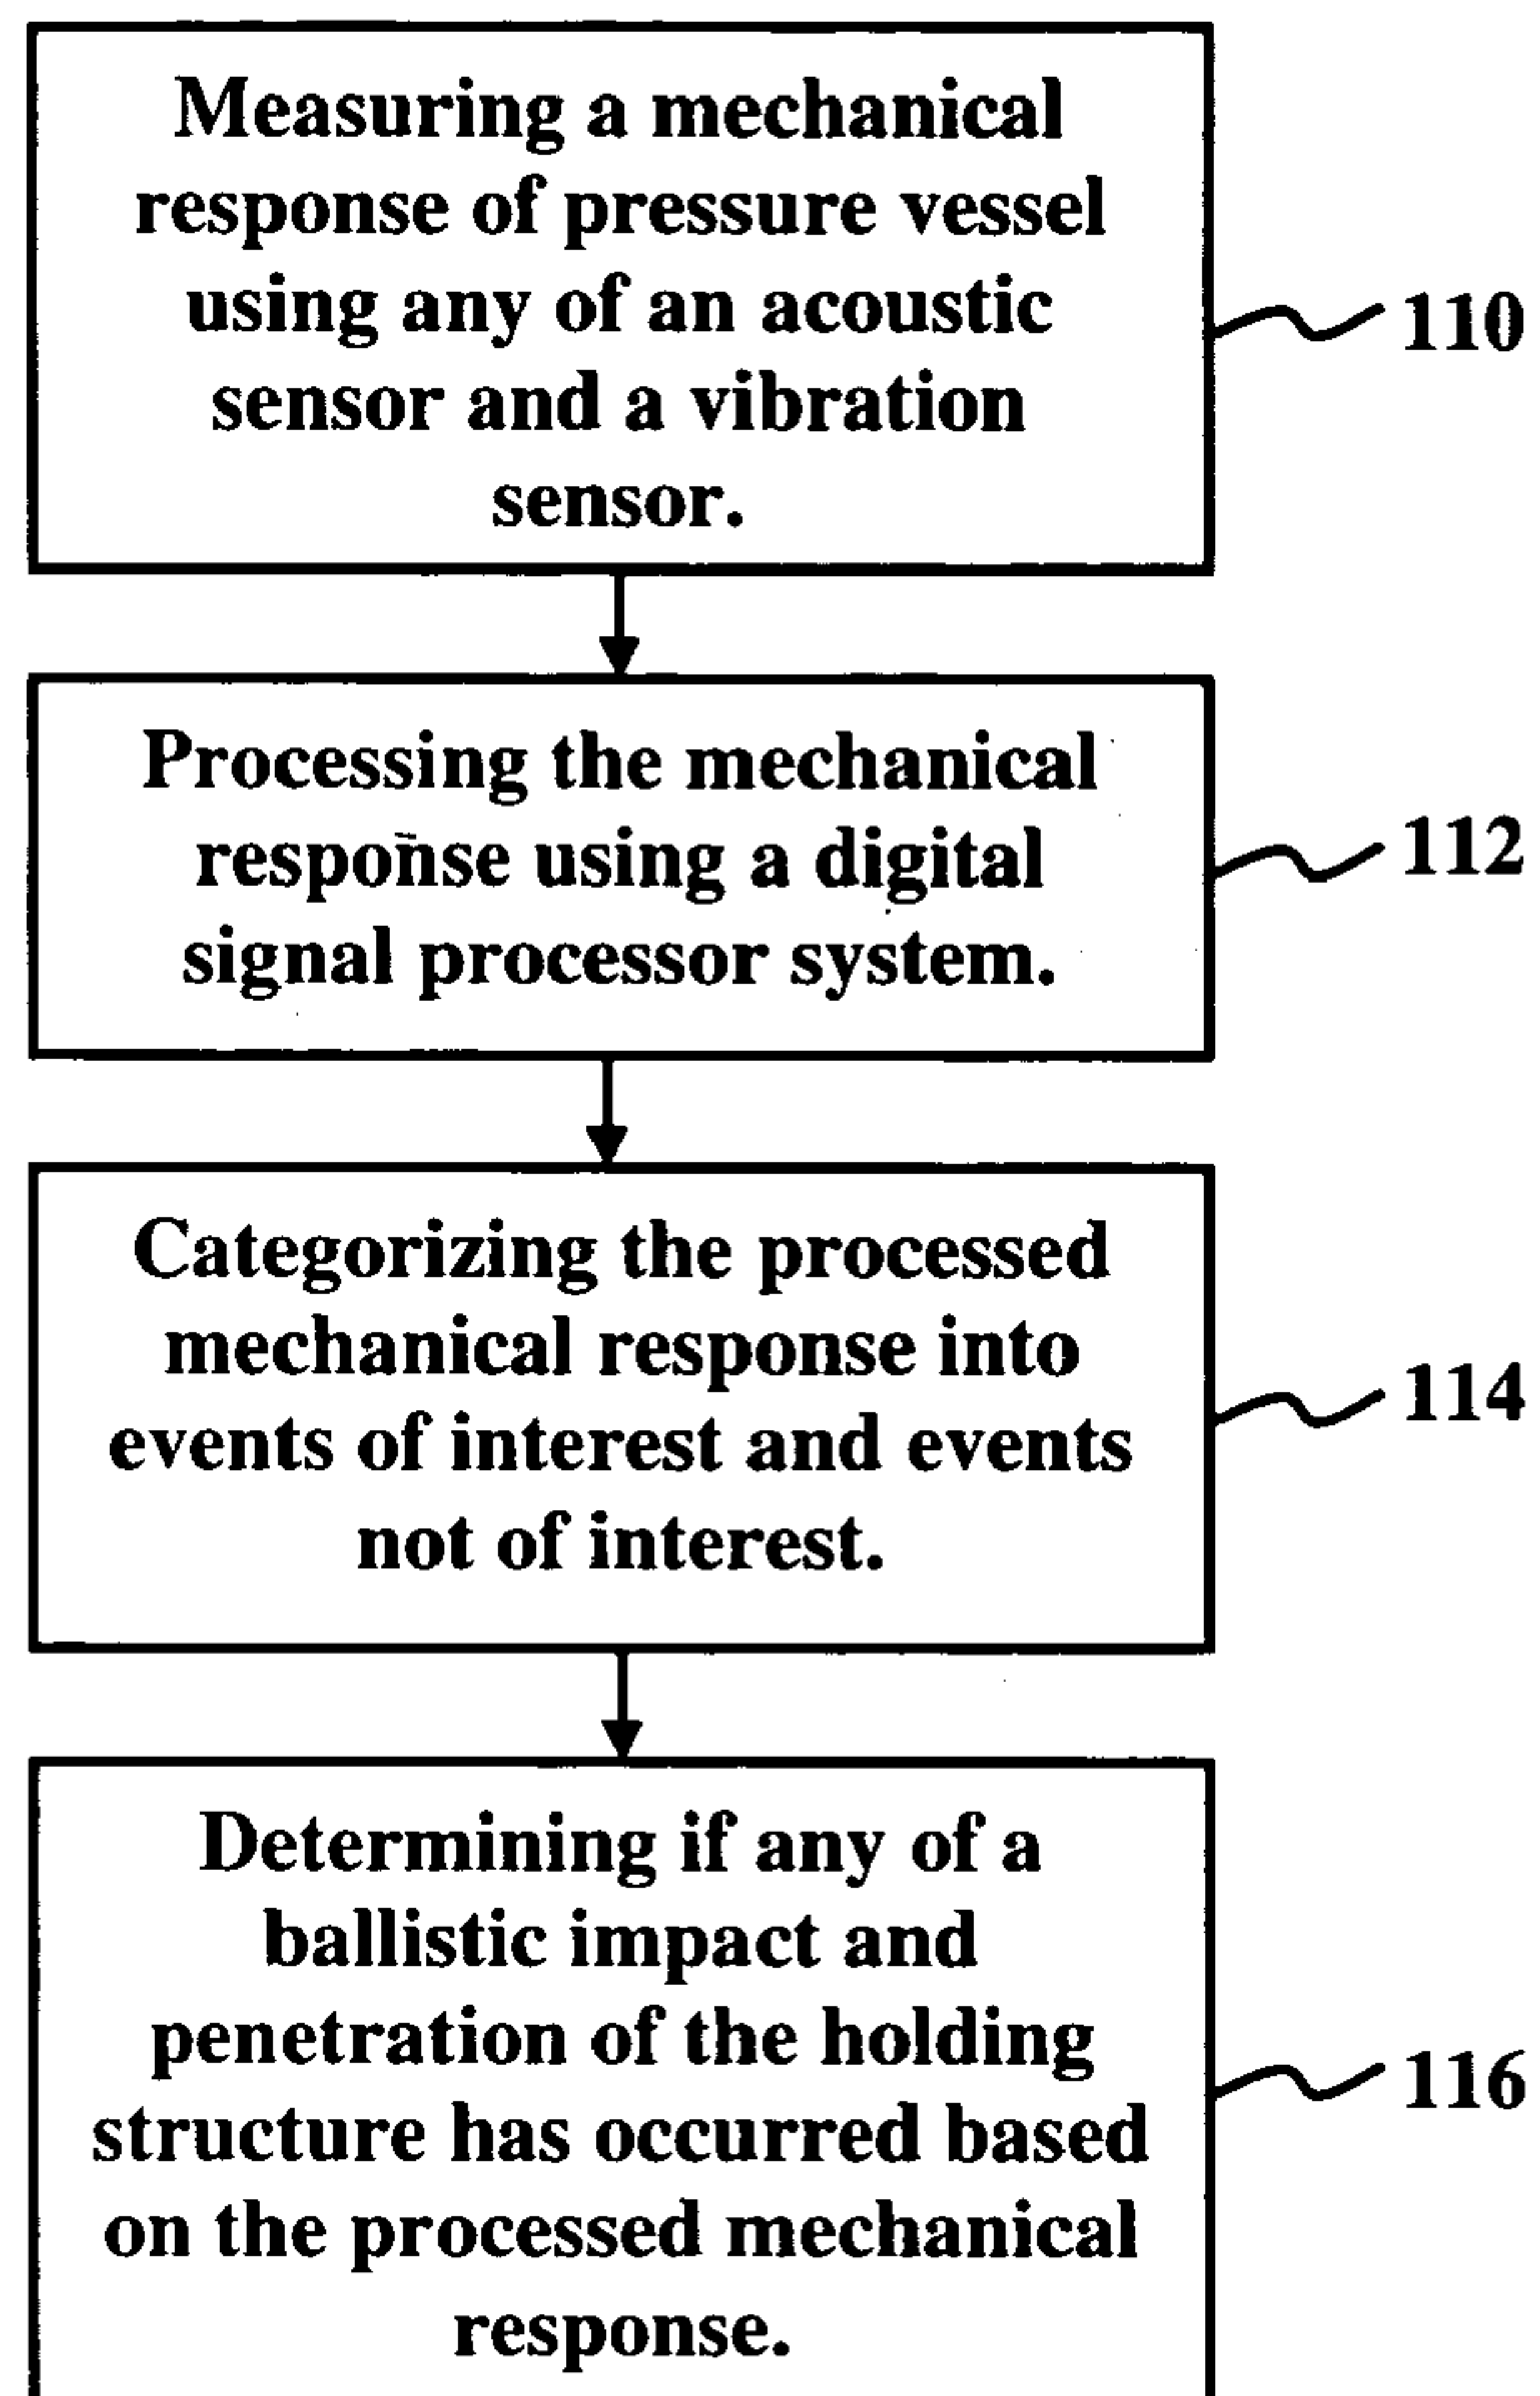 Measuring a mechanical
response of pressure vessel
using any of an acoustic
sensor and a vibration
sensor.
110
Processing the mechanical
response using a digital
signal processor system.
112
Categorizing the processed
mechanical response into
events of interest and events
not of interest.
114
Determining if any of a
ballistic impact and
penetration of the holding
structure has occurred based
on the processed mechanical
response.
116